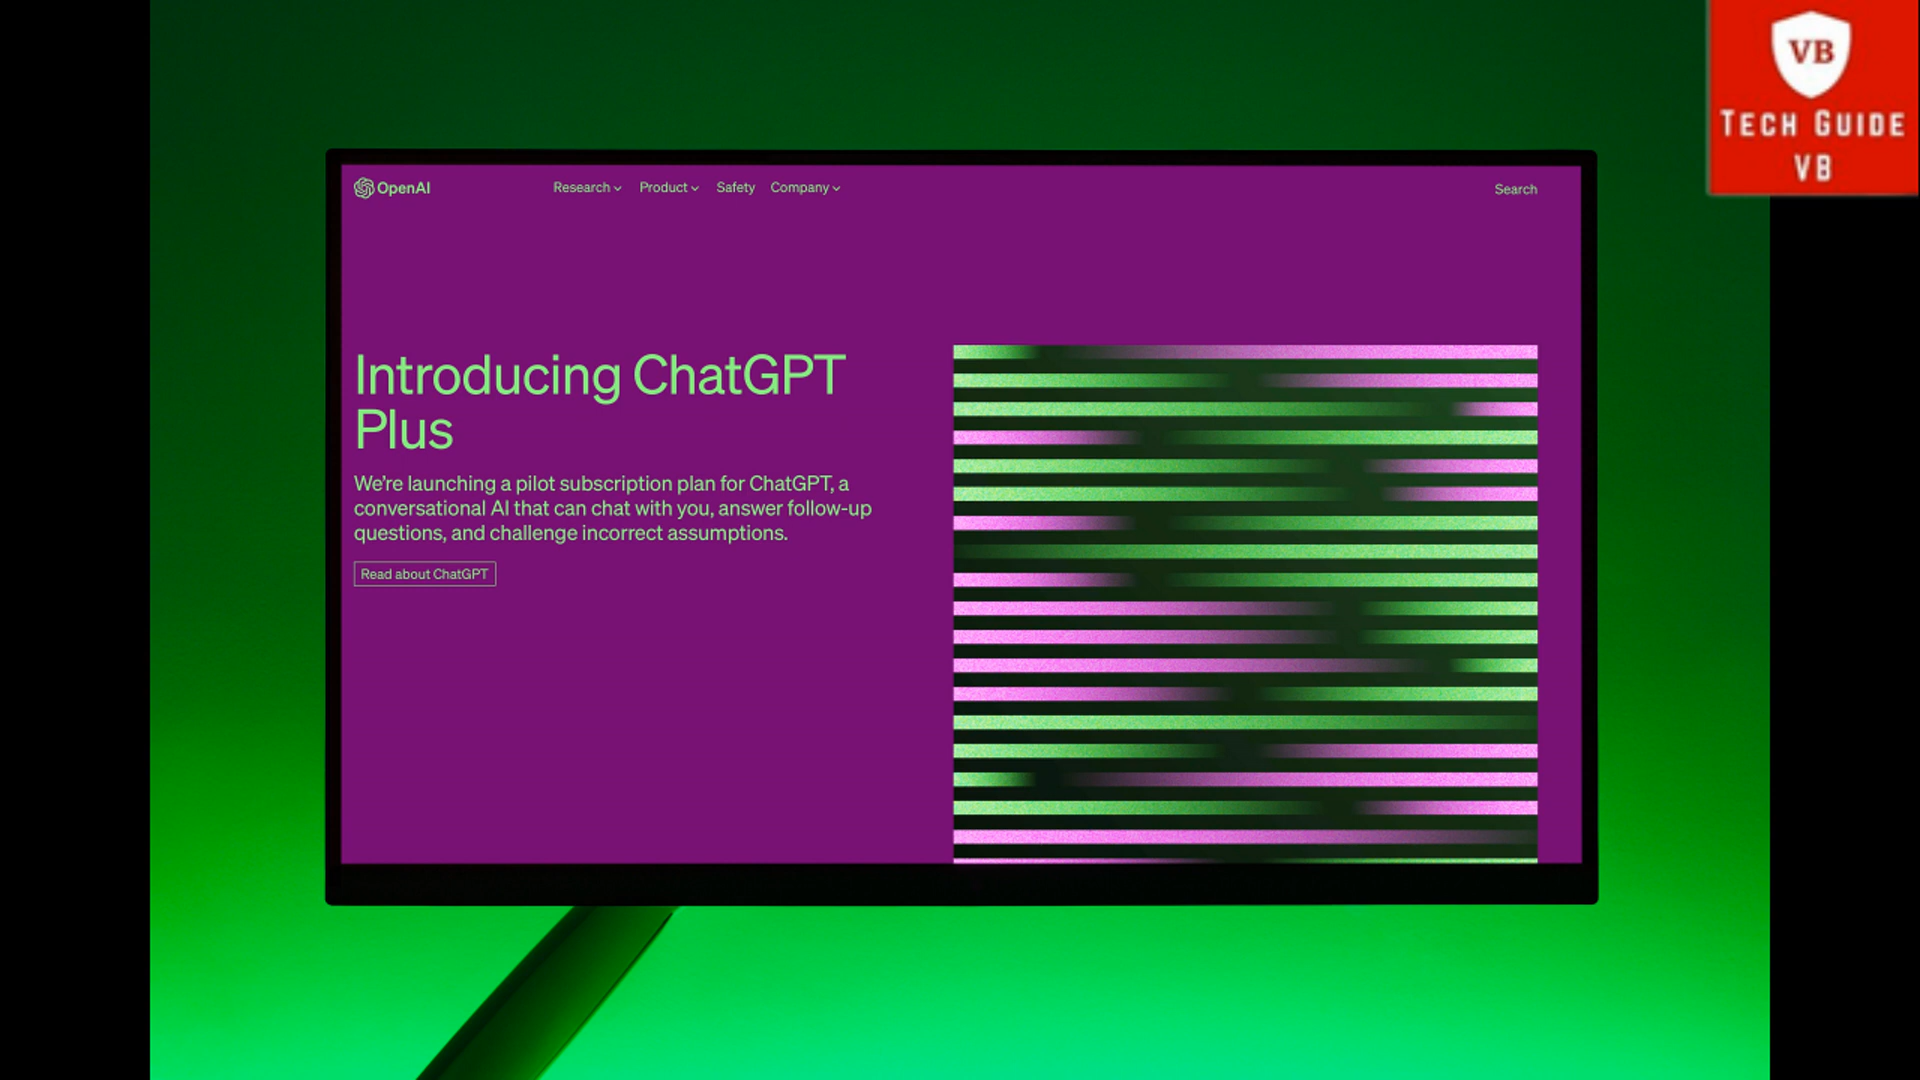 VB
TECH GUIDE
VB
OpenAI
Research
Product
Safety
Company
Search
Introducing ChatGPT
Plus
We're launching a pilot subscription plan for ChatGPT, a
conversational AI that can chat with you, answer follow-up
questions, and challenge incorrect assumptions.
Read about ChatGPT